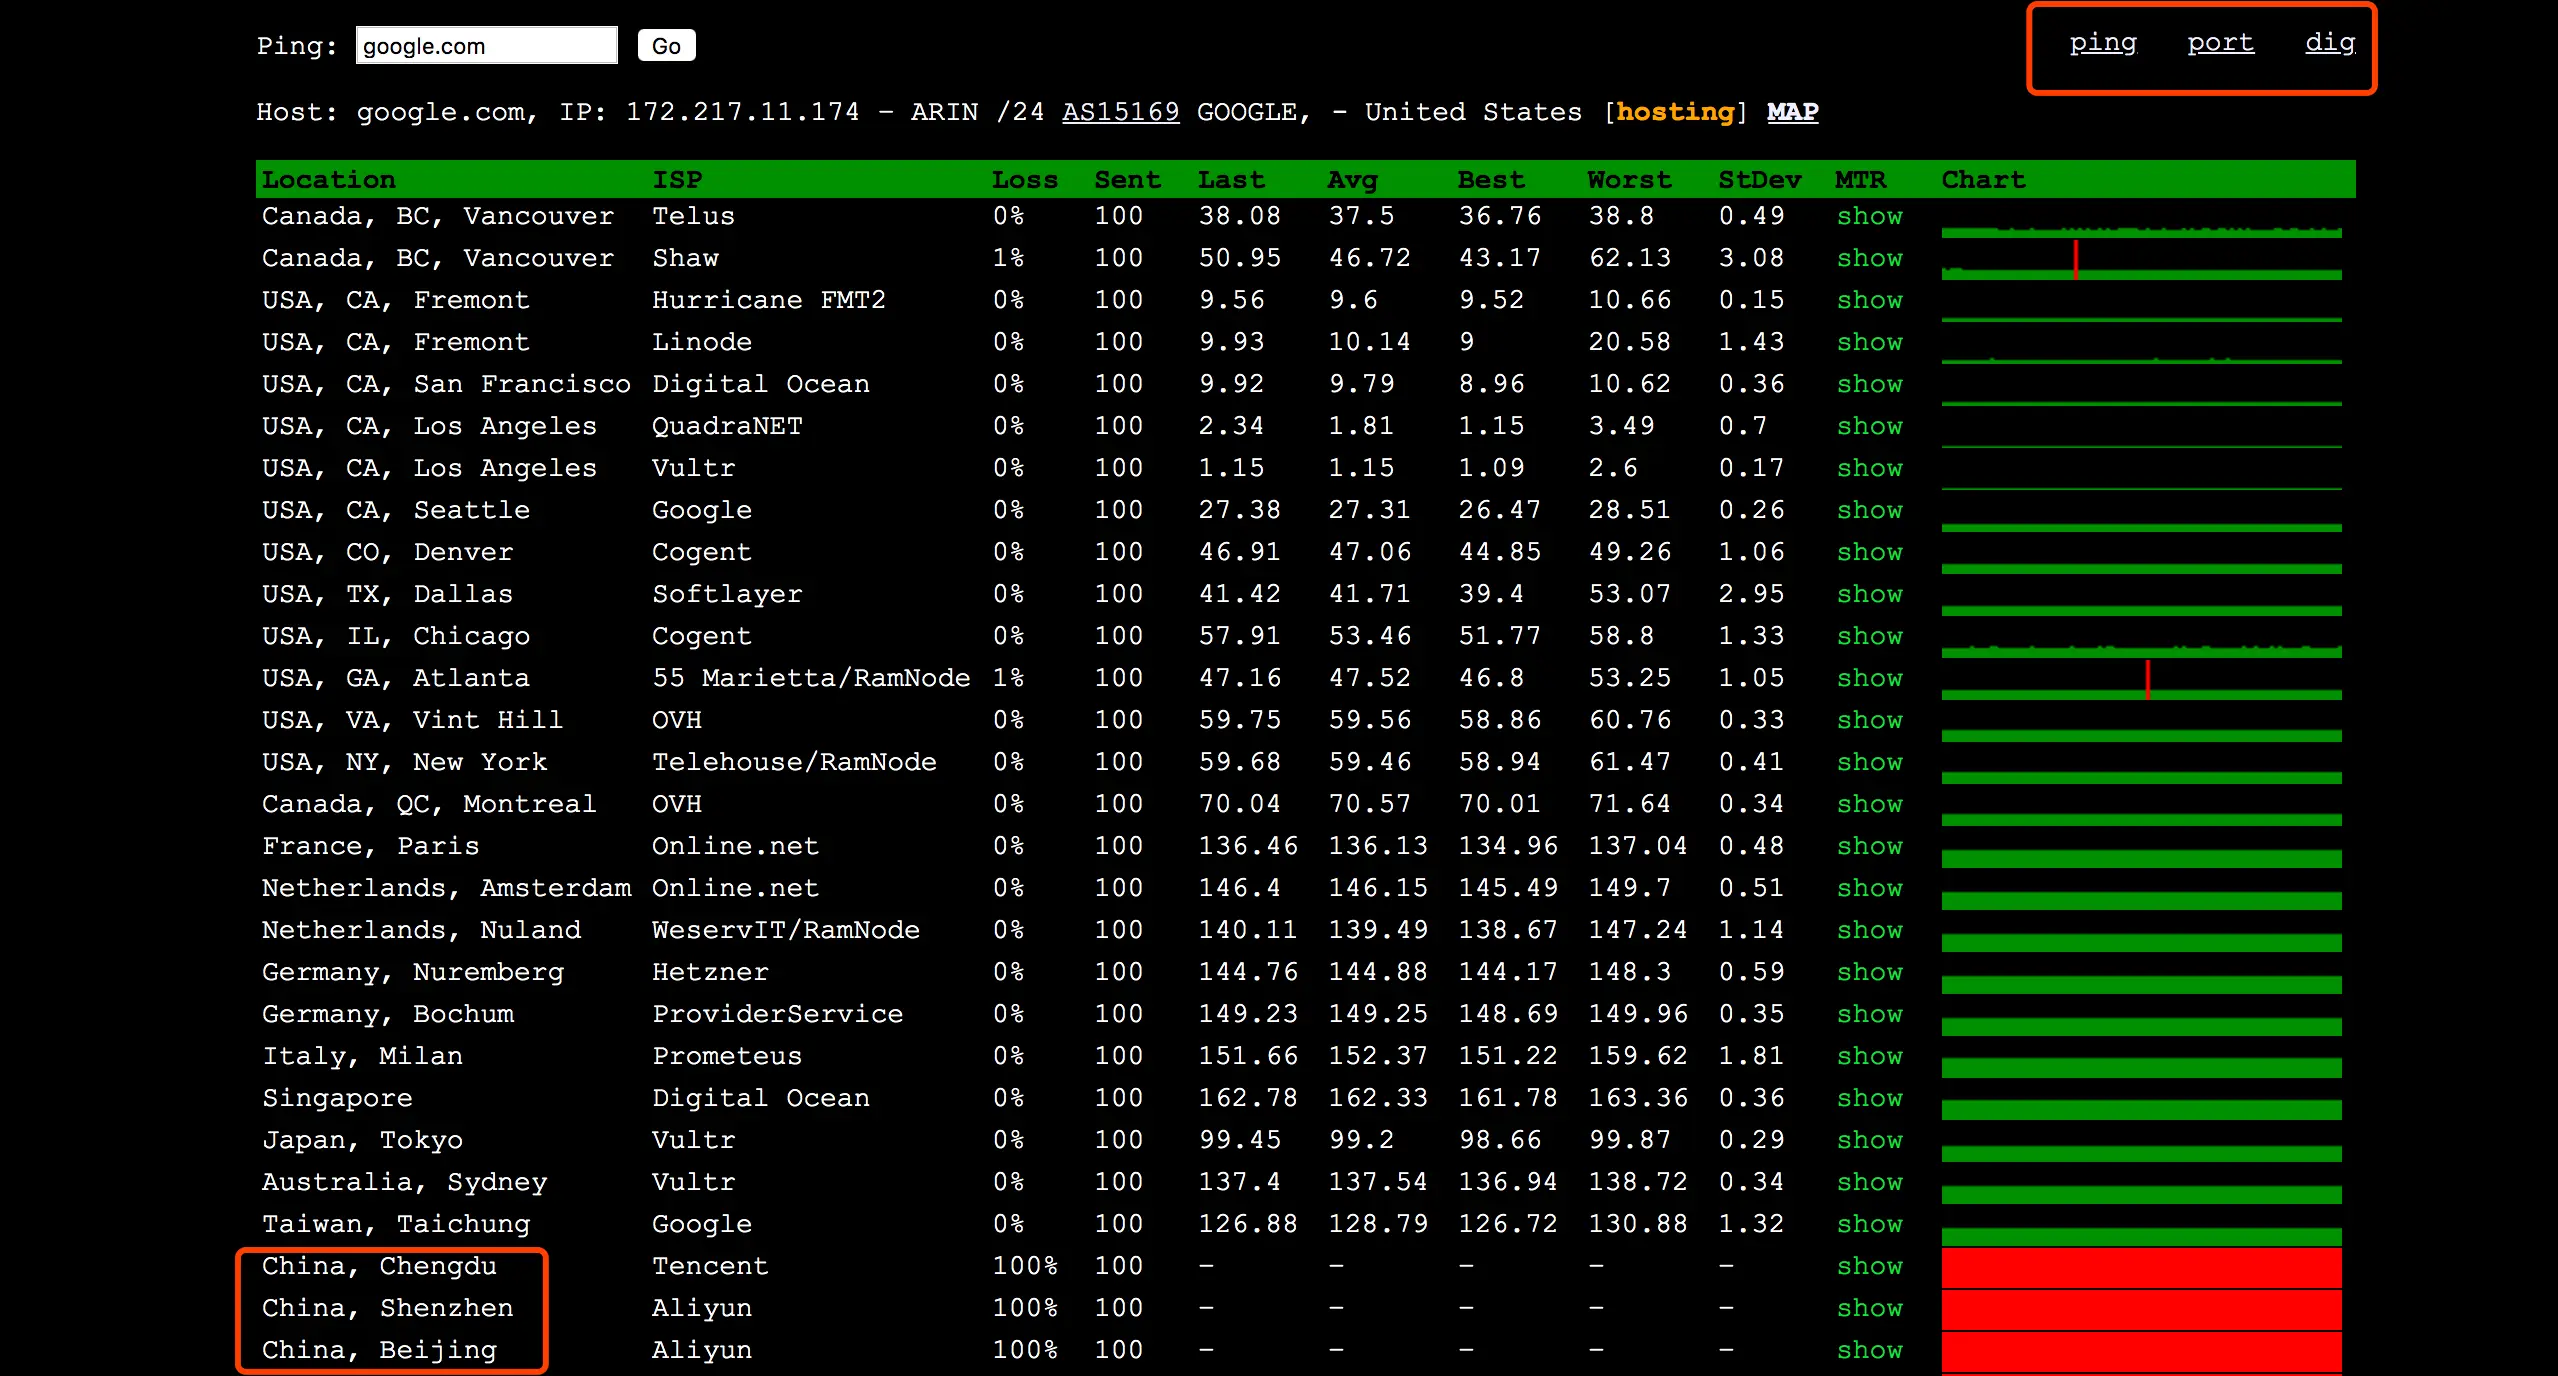 Ping: google.com Go ping port dig
Host: google.com, IP: 172.217.11.174 - ARIN /24 AS15169 GOOGLE, - United States [hosting] MAP
Location ISP Loss Sent Last Avg Best Worst StDev MTR Chart
Canada, BC, Vancouver Telus 0% 100 38.08 37.5 36.76 38.8 0.49 show
Canada, BC, Vancouver Shaw 1% 100 50.95 46.72 43.17 62.13 3.08 show
USA, CA, Fremont Hurricane FMT2 0% 100 9.56 9.6 9.52 10.66 0.15 show
USA, CA, Fremont Linode 0% 100 9.93 10.14 9 20.58 1.43 show
USA, CA, San Francisco Digital Ocean 0% 100 9.92 9.79 8.96 10.62 0.36 show
USA, CA, Los Angeles QuadraNET 0% 100 2.34 1.81 1.15 3.49 0.7 show
USA, CA, Los Angeles Vultr 0% 100 1.15 1.15 1.09 2.6 0.17 show
USA, CA, Seattle Google 0% 100 27.38 27.31 26.47 28.51 0.26 show
USA, CO, Denver Cogent 0% 100 46.91 47.06 44.85 49.26 1.06 show
USA, TX, Dallas Softlayer 0% 100 41.42 41.71 39.4 53.07 2.95 show
USA, IL, Chicago Cogent 0% 100 57.91 53.46 51.77 58.8 1.33 show
USA, GA, Atlanta 55 Marietta/RamNode 1% 100 47.16 47.52 46.8 53.25 1.05 show
USA, VA, Vint Hill OVH 0% 100 59.75 59.56 58.86 60.76 0.33 show
USA, NY, New York Telehouse/RamNode 0% 100 59.68 59.46 58.94 61.47 0.41 show
Canada, QC, Montreal OVH 0% 100 70.04 70.57 70.01 71.64 0.34 show
France, Paris Online.net 0% 100 136.46 136.13 134.96 137.04 0.48 show
Netherlands, Amsterdam Online.net 0% 100 146.4 146.15 145.49 149.7 0.51 show
Netherlands, Nuland WeservIT/RamNode 0% 100 140.11 139.49 138.67 147.24 1.14 show
Germany, Nuremberg Hetzner 0% 100 144.76 144.88 144.17 148.3 0.59 show
Germany, Bochum ProviderService 0% 100 149.23 149.25 148.69 149.96 0.35 show
Italy, Milan Prometeus 0% 100 151.66 152.37 151.22 159.62 1.81 show
Singapore Digital Ocean 0% 100 162.78 162.33 161.78 163.36 0.36 show
Japan, Tokyo Vultr 0% 100 99.45 99.2 98.66 99.87 0.29 show
Australia, Sydney Vultr 0% 100 137.4 137.54 136.94 138.72 0.34 show
Taiwan, Taichung Google 0% 100 126.88 128.79 126.72 130.88 1.32 show
China, Chengdu Tencent 100% 100 - - - - - show
China, Shenzhen Aliyun 100% 100 - - - - - show
China, Beijing Aliyun 100% 100 - - - - - show